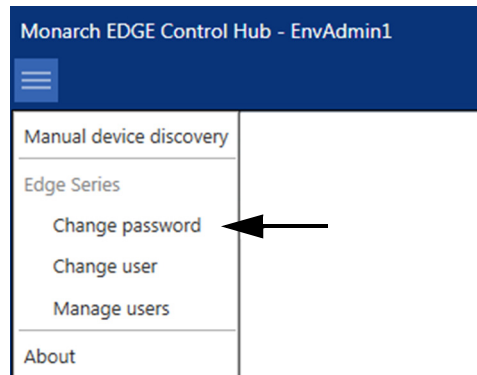 Monarch EDGE Control Hub - EnvAdmin1
Manual device discovery
Edge Series
Change password
Change user
Manage users
About